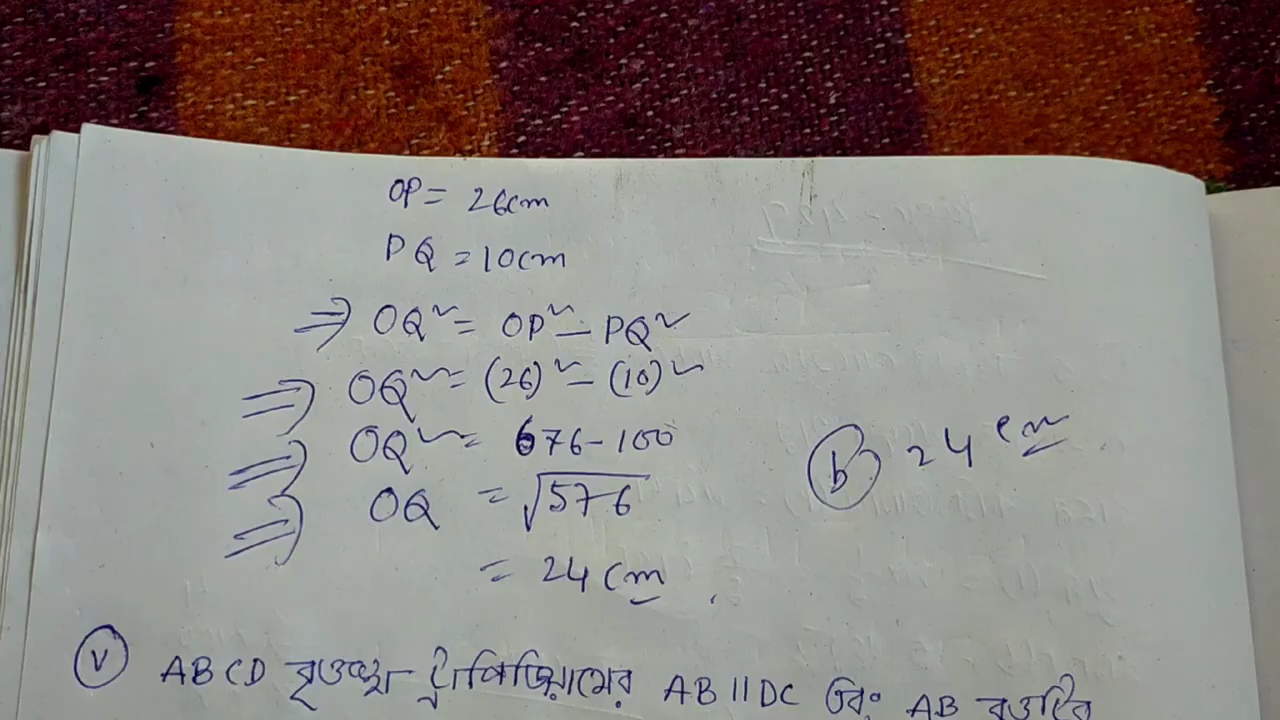 OP = 26cm
PQ = 10cm
⇒ OQ² = OP² - PQ²
⇒ OQ² = (26)² - (10)²
⇒ OQ² = 676 - 100
⇒ OQ = √576
= 24 cm
(b) 24 cm
(v) ABCD বৃত্তস্থ ট্রাপিজিয়ামের AB || DC এবং AB বৃত্তটির